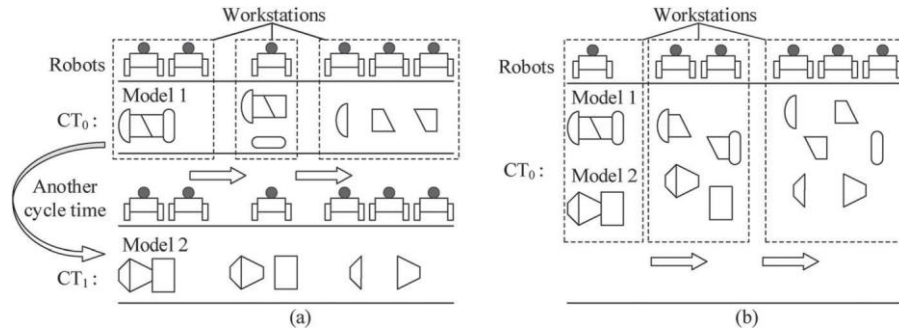 Workstations
Robots
Model 1
CT0 :
Another
cycle time
Model 2
CT1 :
(a)
Workstations
Robots
Model 1
CT0 :
Model 2
(b)